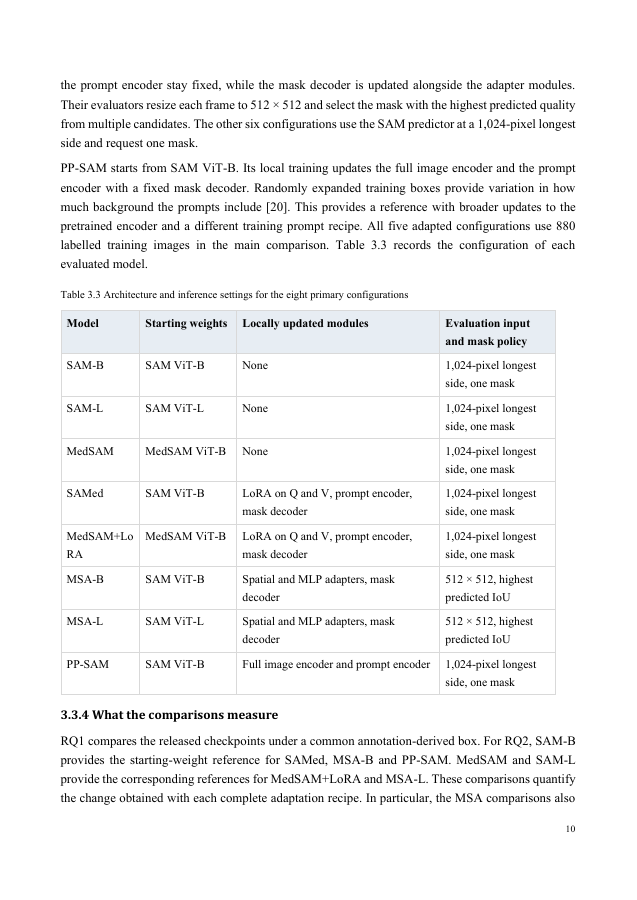 the prompt encoder stay fixed, while the mask decoder is updated alongside the adapter modules.
Their evaluators resize each frame to 512 × 512 and select the mask with the highest predicted quality
from multiple candidates. The other six configurations use the SAM predictor at a 1,024-pixel longest
side and request one mask.
PP-SAM starts from SAM ViT-B. Its local training updates the full image encoder and the prompt
encoder with a fixed mask decoder. Randomly expanded training boxes provide variation in how
much background the prompts include [20]. This provides a reference with broader updates to the
pretrained encoder and a different training prompt recipe. All five adapted configurations use 880
labelled training images in the main comparison. Table 3.3 records the configuration of each
evaluated model.
Table 3.3 Architecture and inference settings for the eight primary configurations
Model Starting weights Locally updated modules Evaluation input
and mask policy
SAM-B SAM ViT-B None 1,024-pixel longest
side, one mask
SAM-L SAM ViT-L None 1,024-pixel longest
side, one mask
MedSAM MedSAM ViT-B None 1,024-pixel longest
side, one mask
SAMed SAM ViT-B LoRA on Q and V, prompt encoder, 1,024-pixel longest
mask decoder side, one mask
MedSAM+Lo MedSAM ViT-B LoRA on Q and V, prompt encoder, 1,024-pixel longest
RA mask decoder side, one mask
MSA-B SAM ViT-B Spatial and MLP adapters, mask 512 × 512, highest
decoder predicted IoU
MSA-L SAM ViT-L Spatial and MLP adapters, mask 512 × 512, highest
decoder predicted IoU
PP-SAM SAM ViT-B Full image encoder and prompt encoder 1,024-pixel longest
side, one mask
3.3.4 What the comparisons measure
RQ1 compares the released checkpoints under a common annotation-derived box. For RQ2, SAM-B
provides the starting-weight reference for SAMed, MSA-B and PP-SAM. MedSAM and SAM-L
provide the corresponding references for MedSAM+LoRA and MSA-L. These comparisons quantify
the change obtained with each complete adaptation recipe. In particular, the MSA comparisons also
10